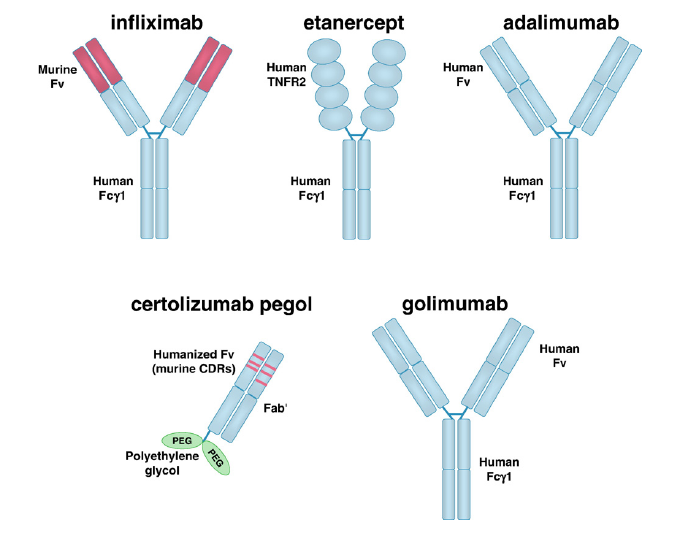 infliximab
etanercept
adalimumab
Murine
Fv
Human
TNFR2
Human
Fv
Human
Fcγ1
Human
Fcγ1
Human
Fcγ1
certolizumab pegol
golimumab
Humanized Fv
(murine CDRs)
Human
Fv
Fab'
PEG
PEG
Polyethylene
glycol
Human
Fcγ1